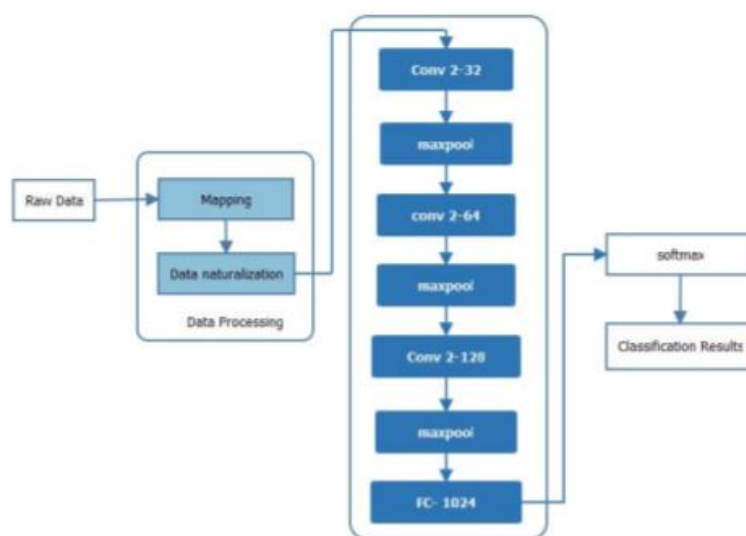 Raw Data
Mapping
Data naturalization
Data Processing
Conv 2-32
maxpool
conv 2-64
maxpool
Conv 2-128
maxpool
FC- 1024
softmax
Classification Results